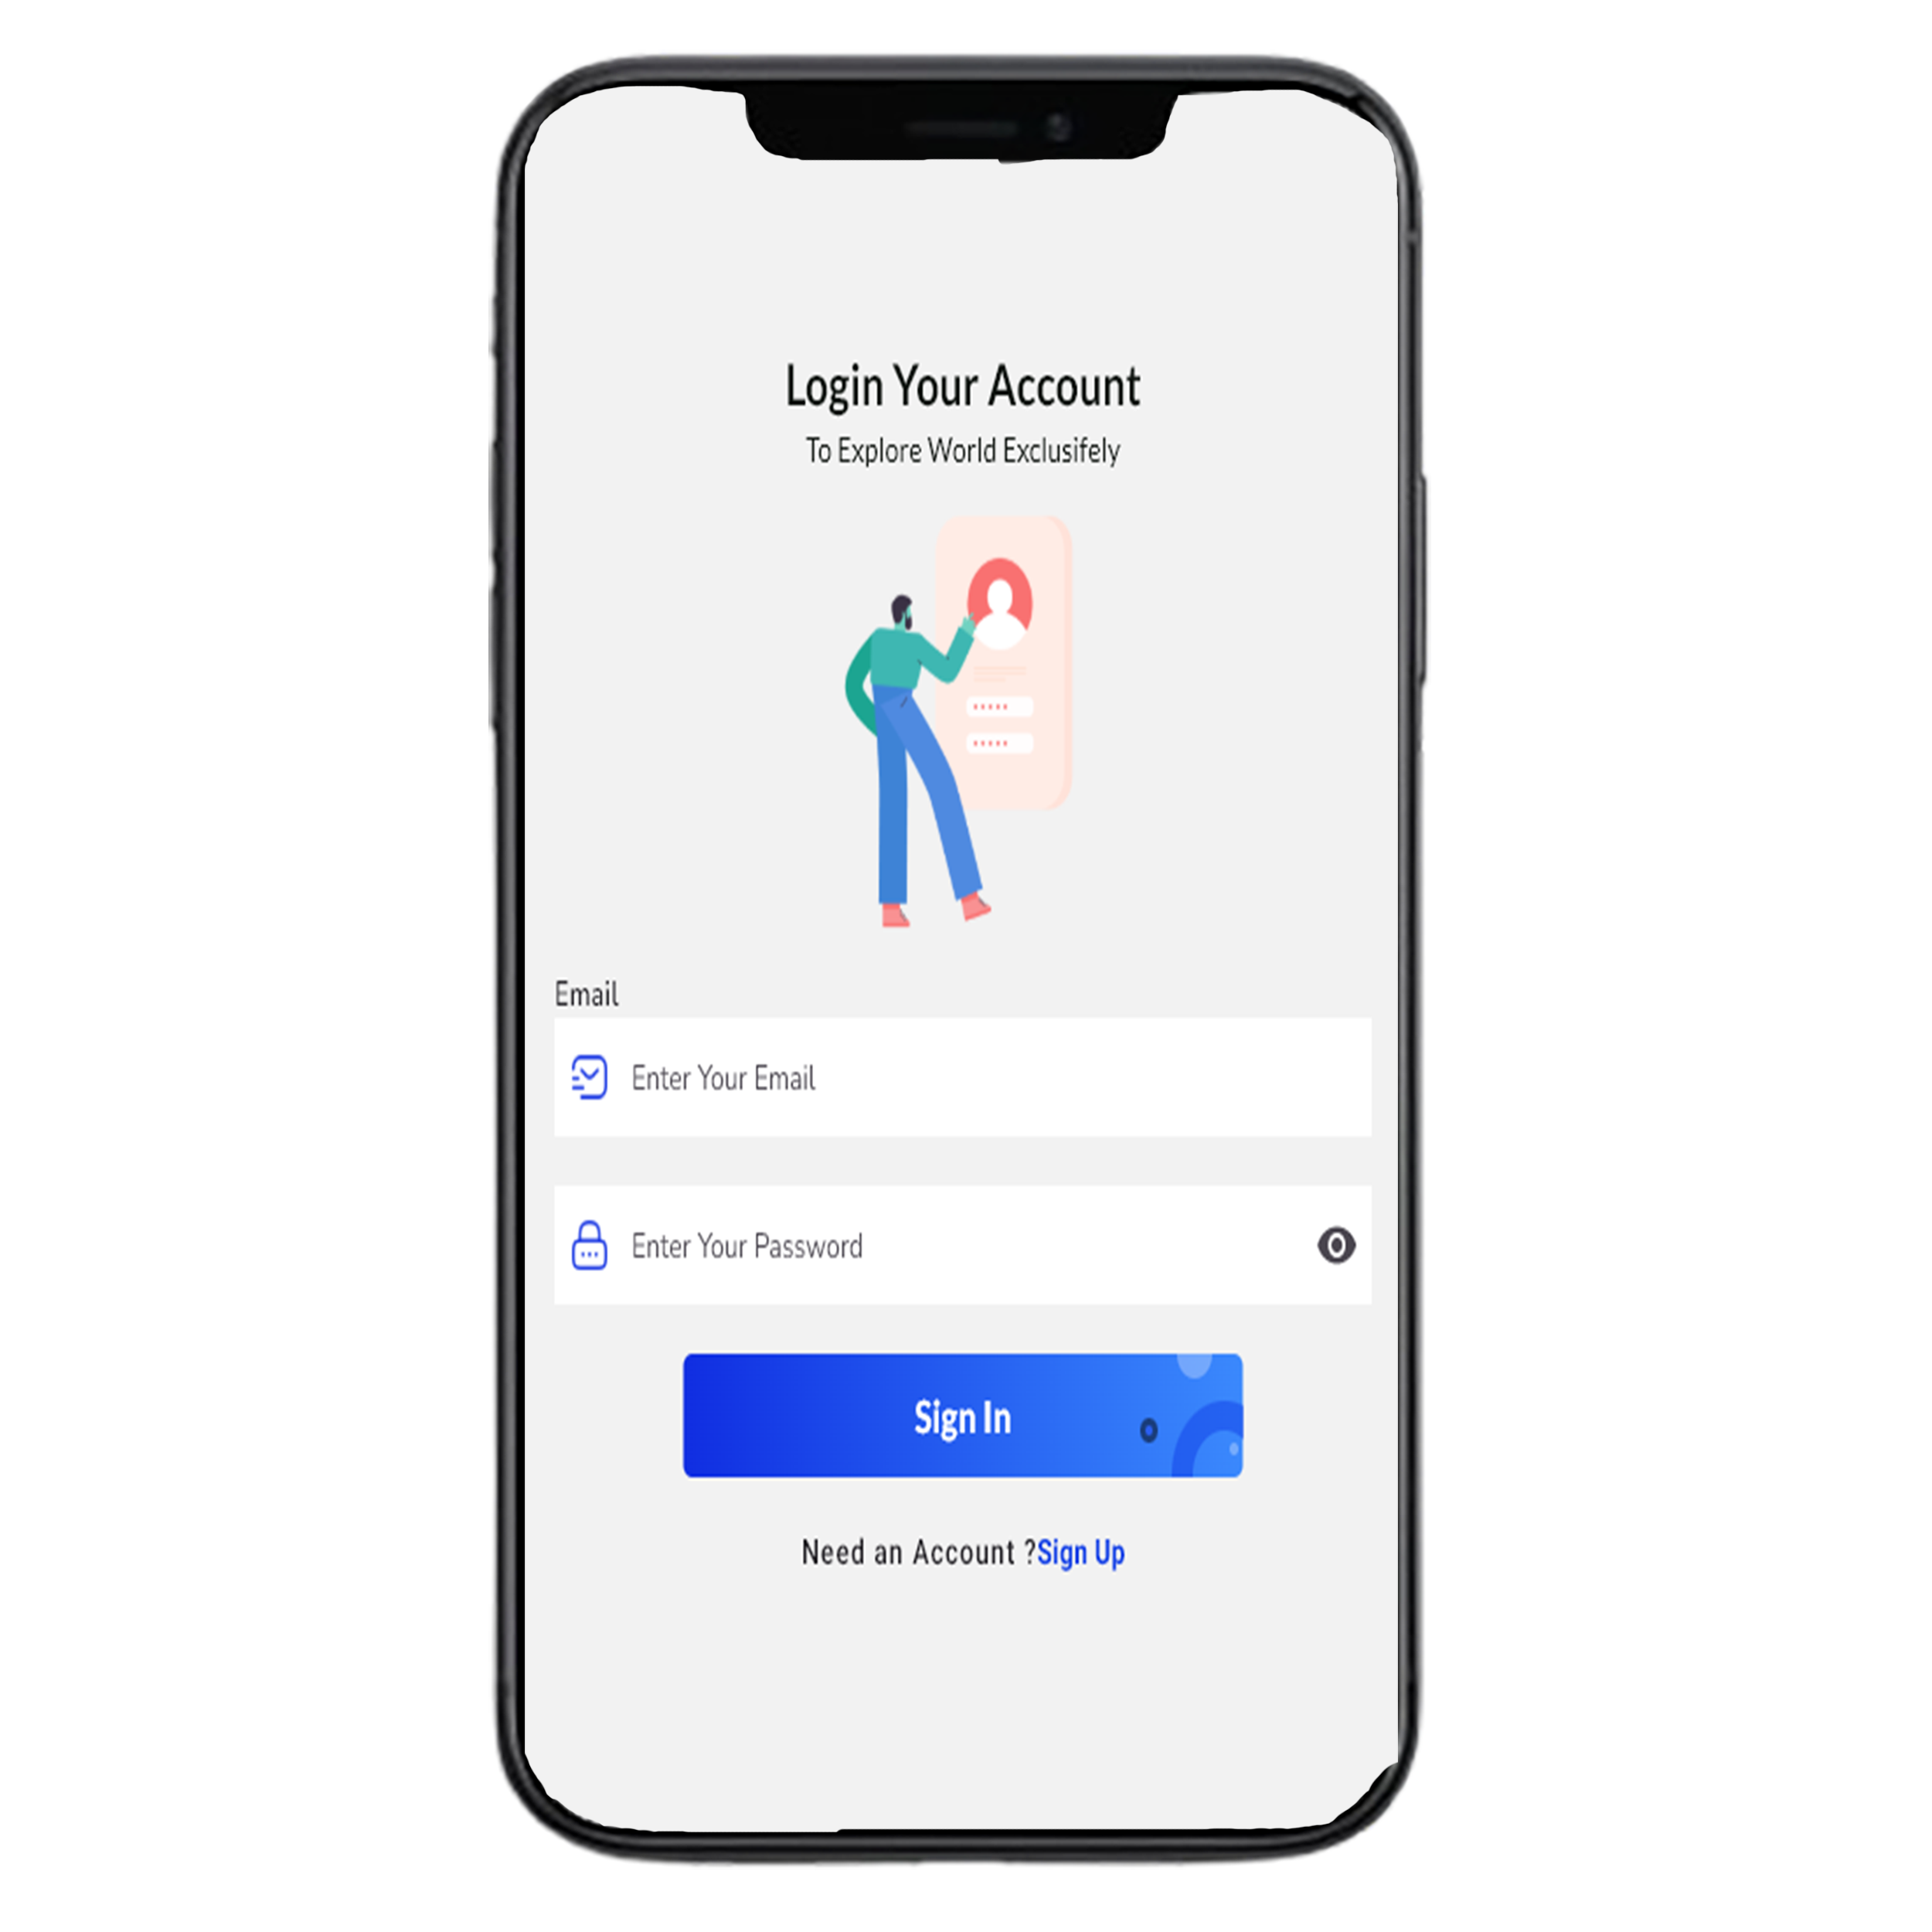 Login Your Account
To Explore World Exclusifely
Email
Enter Your Email
Enter Your Password
Sign In
Need an Account ?Sign Up